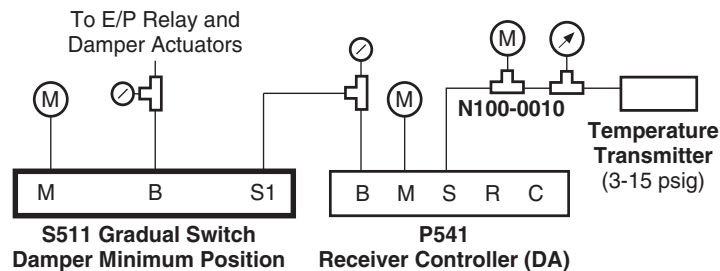 To E/P Relay and
Damper Actuators
M
M
M
N100-0010
Temperature
Transmitter
(3-15 psig)
M B S1
B M S R C
S511 Gradual Switch
Damper Minimum Position
P541
Receiver Controller (DA)